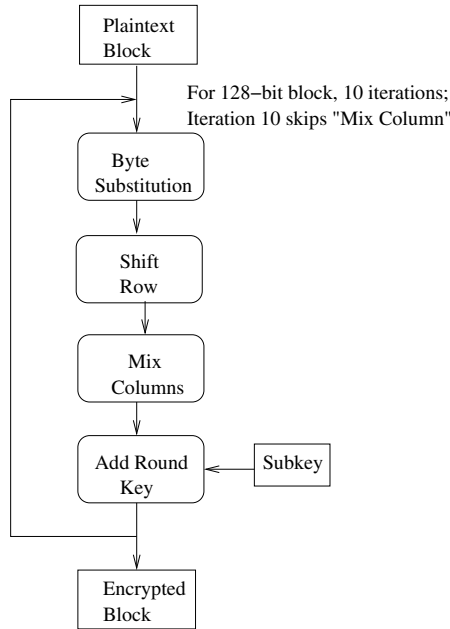 Plaintext
Block
For 128−bit block, 10 iterations;
Iteration 10 skips "Mix Column"
Byte
Substitution
Shift
Row
Mix
Columns
Add Round
Key
Subkey
Encrypted
Block